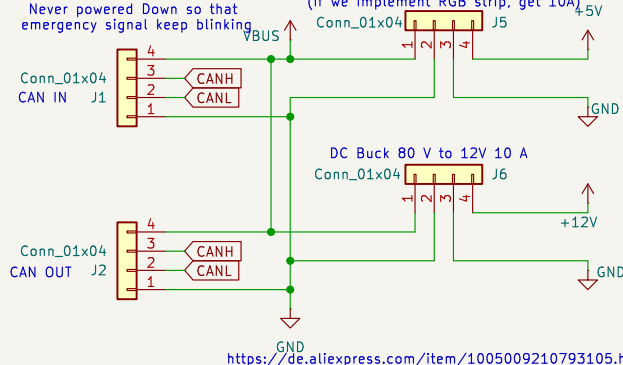 (if we implement RGB strip, get 10A)
Never powered Down so that
emergency signal keep blinking
VBUS
Conn_01x04
J5
+5V
1
2
3
4
GND
4
3
2
1
Conn_01x04
CAN IN
J1
CANH
CANL
DC Buck 80 V to 12V 10 A
Conn_01x04
J6
1
2
3
4
+12V
GND
4
3
2
1
Conn_01x04
CAN OUT
J2
CANH
CANL
GND
https://de.aliexpress.com/item/1005009210793105.h